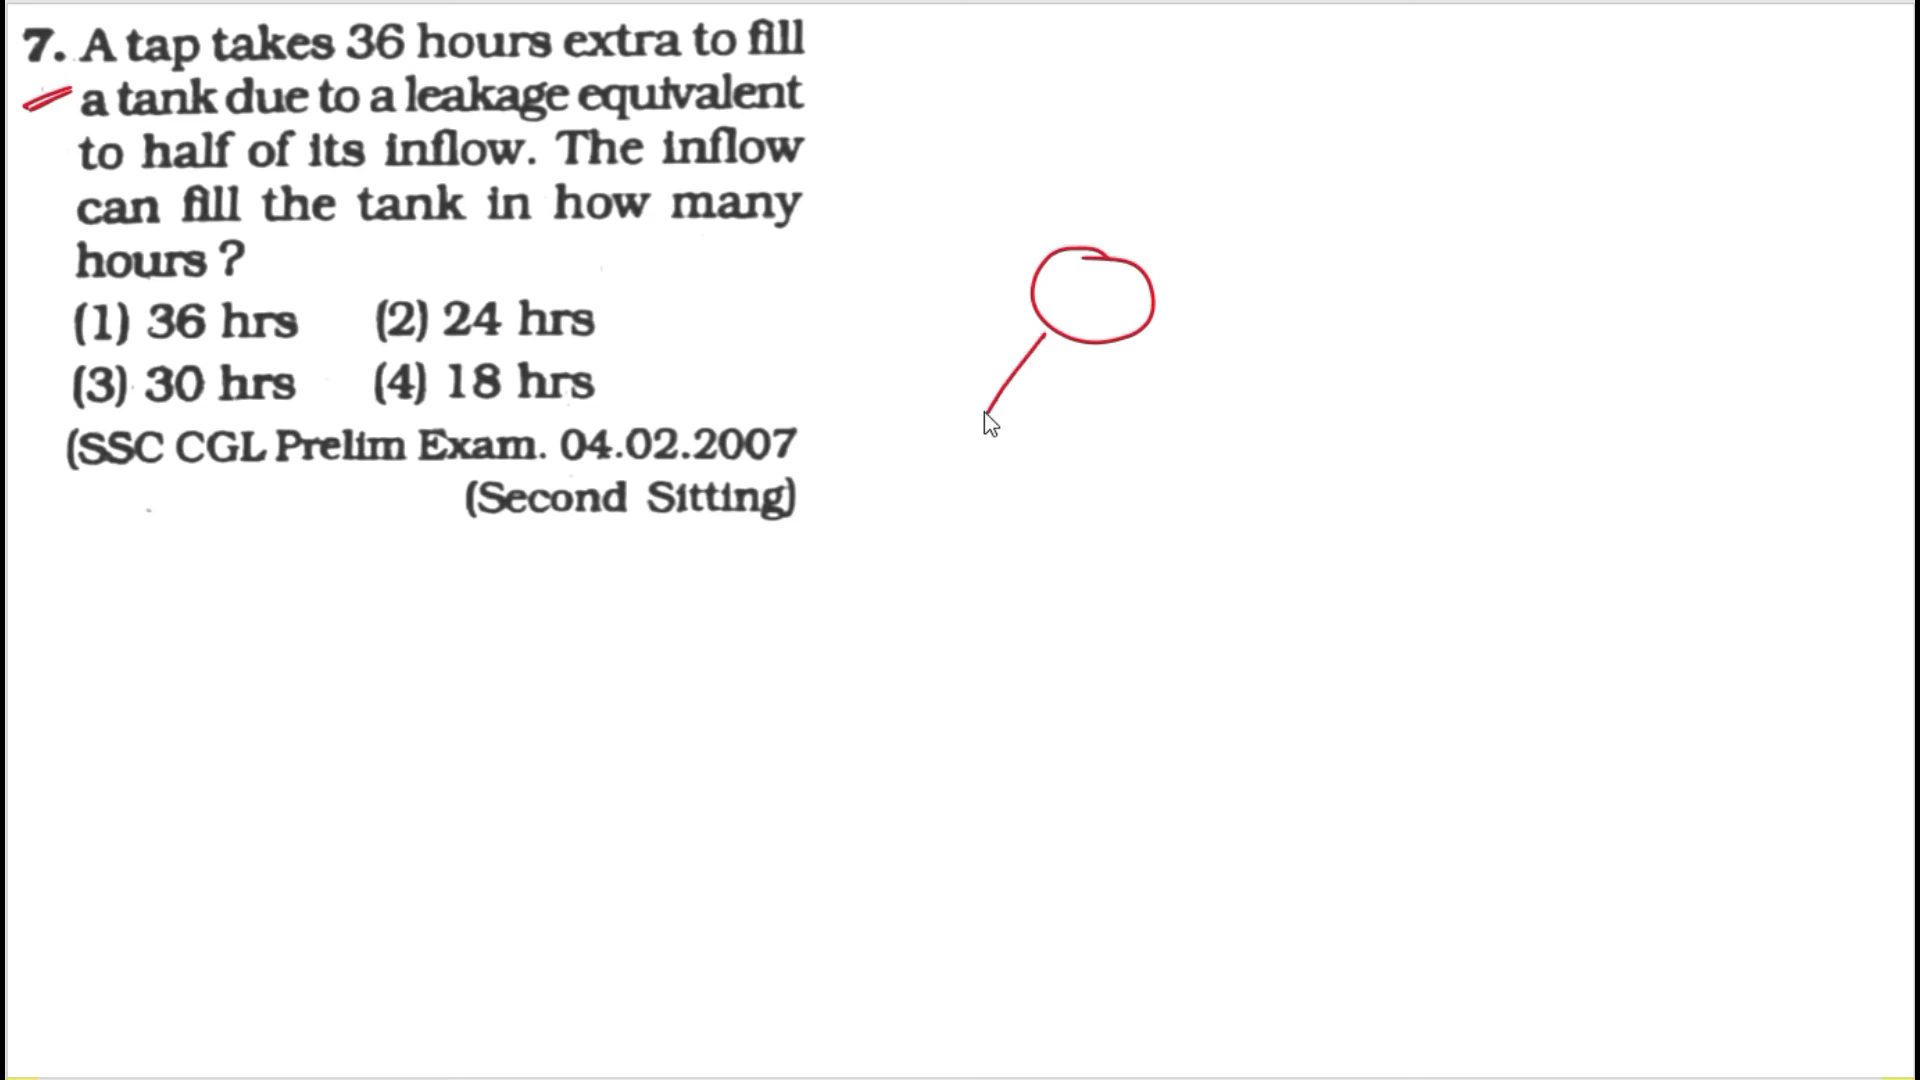 7. A tap takes 36 hours extra to fill
a tank due to a leakage equivalent
to half of its inflow. The inflow
can fill the tank in how many
hours ?
(1) 36 hrs (2) 24 hrs
(3) 30 hrs (4) 18 hrs
(SSC CGL Prelim Exam. 04.02.2007
(Second Sitting)